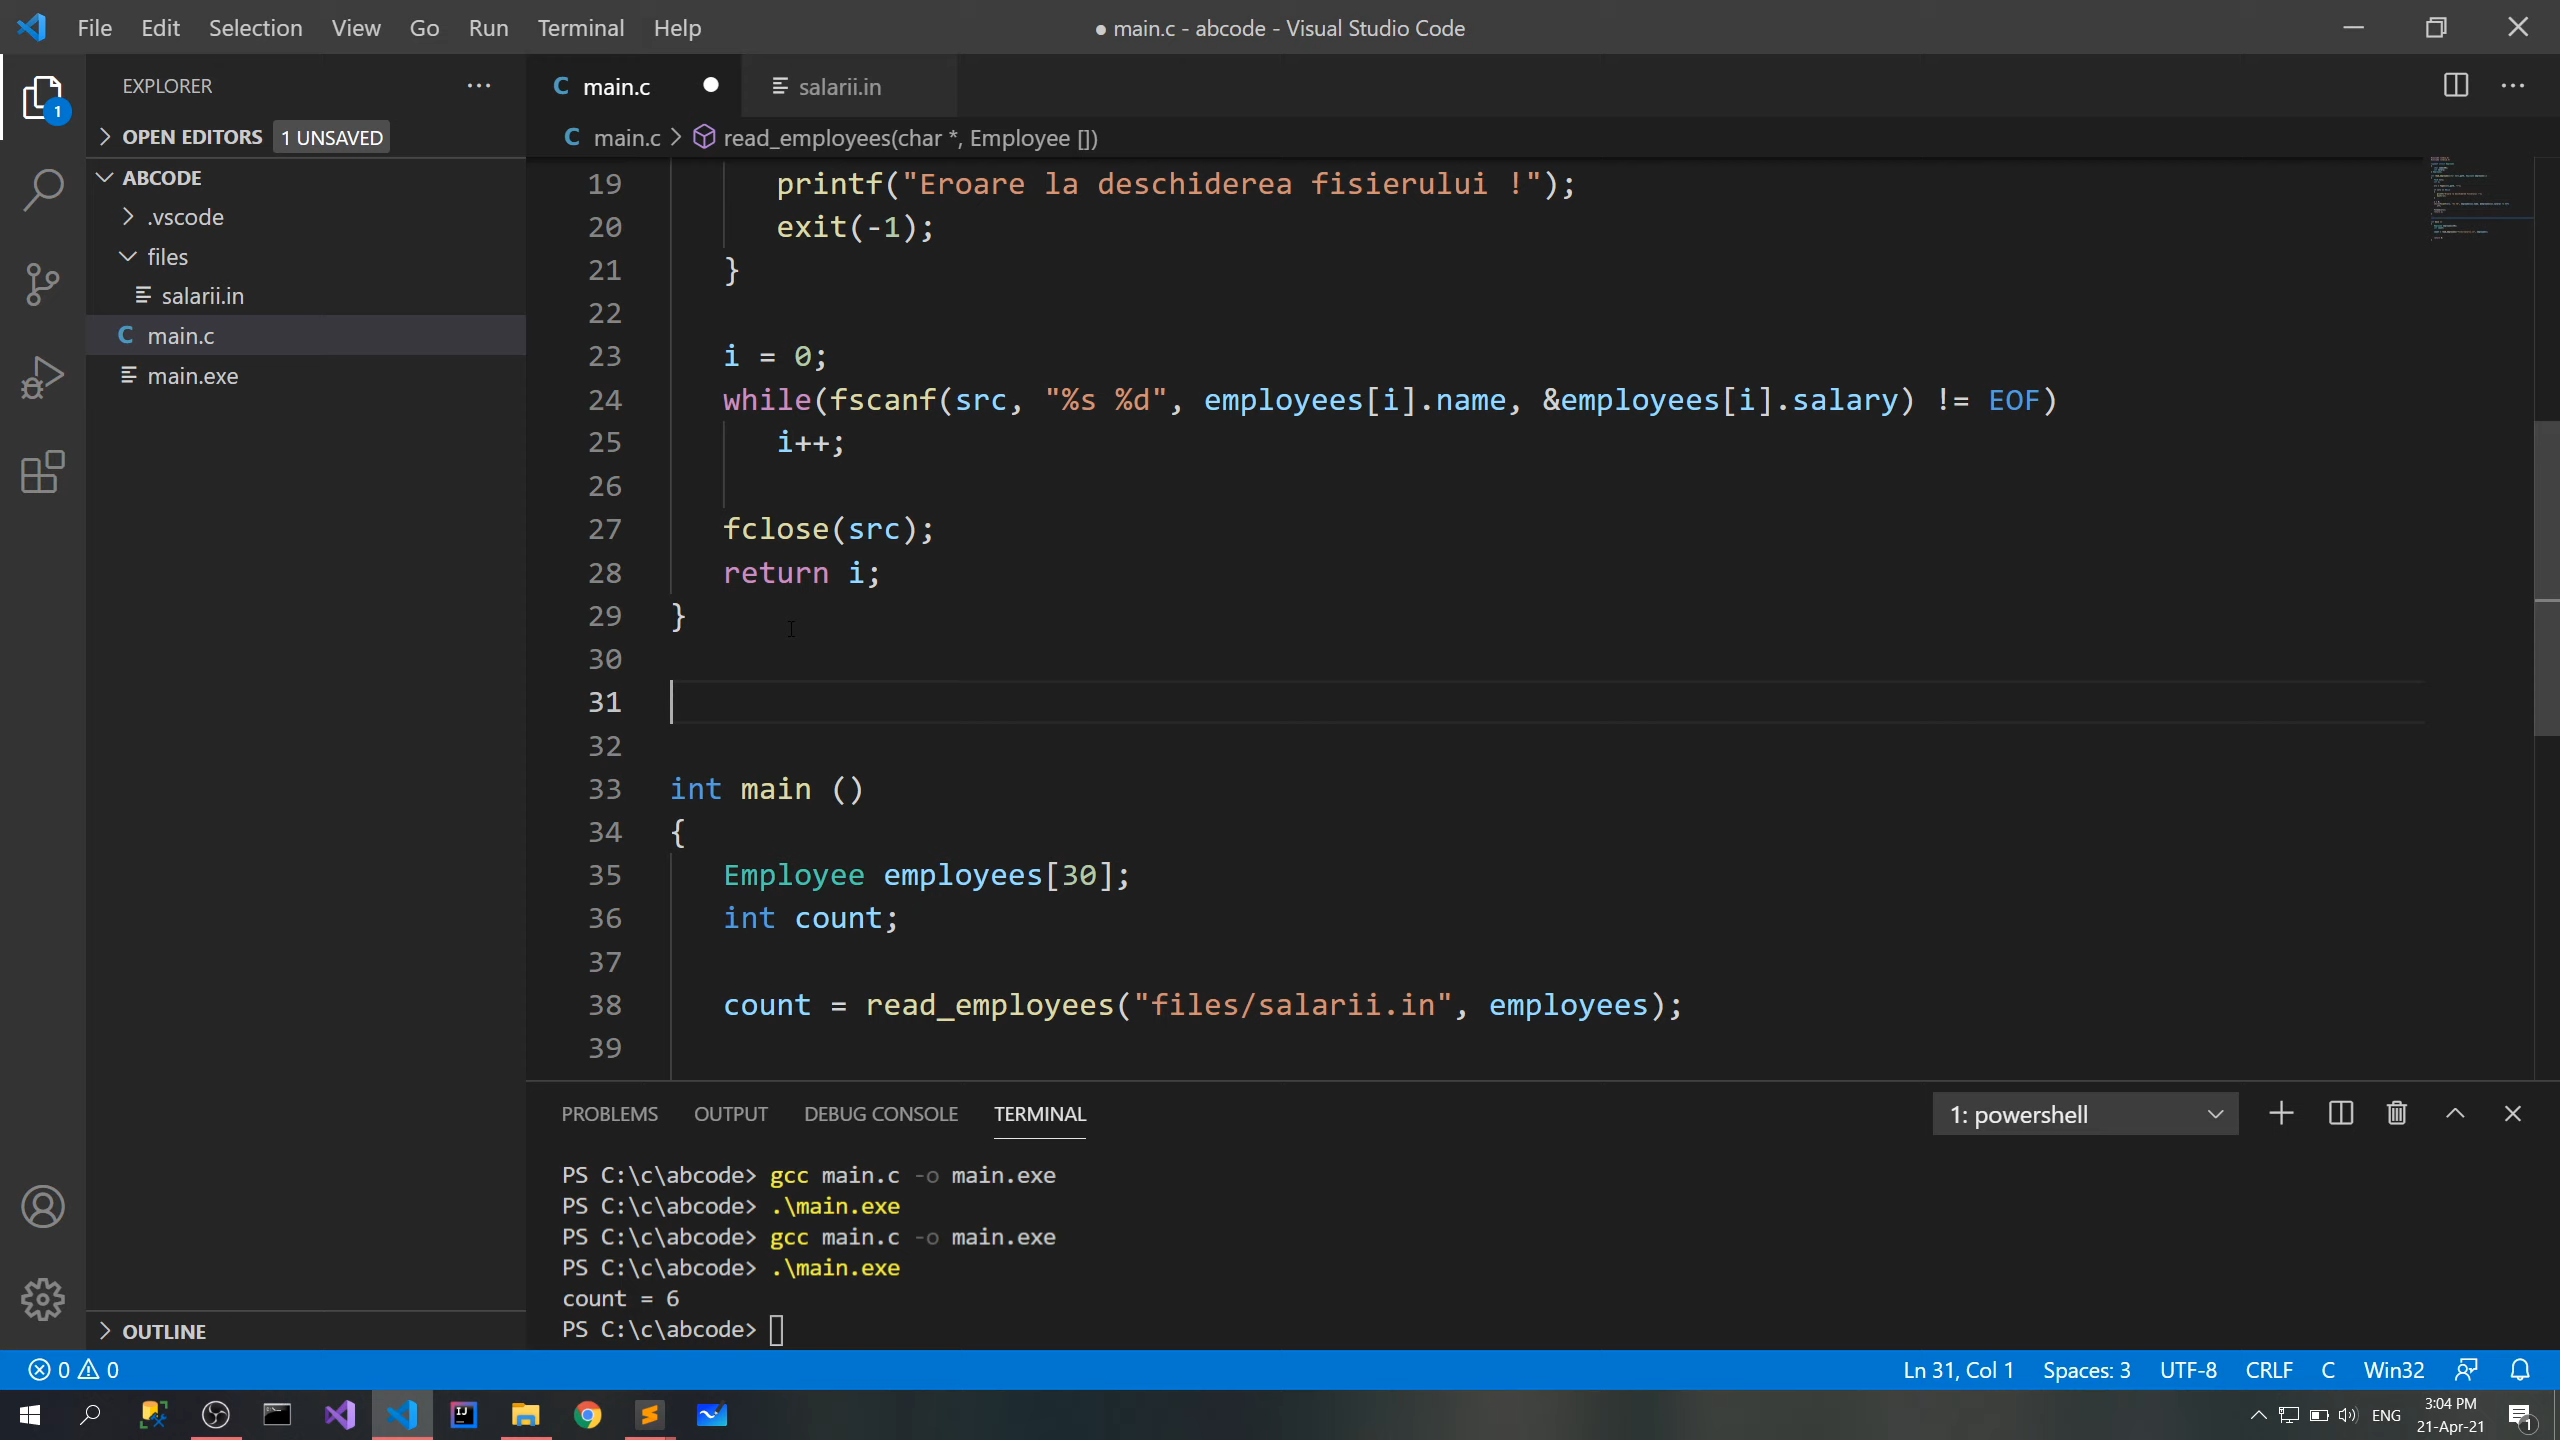 File Edit Selection View Go Run Terminal Help
● main.c - abcode - Visual Studio Code
EXPLORER
1
OPEN EDITORS 1 UNSAVED
ABCODE
.vscode
files
salarii.in
C main.c
main.exe
OUTLINE
C main.c ● salarii.in
C main.c > read_employees(char *, Employee [])
19 printf("Eroare la deschiderea fisierului !");
20 exit(-1);
21 }
22
23 i = 0;
24 while(fscanf(src, "%s %d", employees[i].name, &employees[i].salary) != EOF)
25 i++;
26
27 fclose(src);
28 return i;
29 }
30
31
32
33 int main ()
34 {
35 Employee employees[30];
36 int count;
37
38 count = read_employees("files/salarii.in", employees);
39
PROBLEMS OUTPUT DEBUG CONSOLE TERMINAL 1: powershell
PS C:\c\abcode> gcc main.c -o main.exe
PS C:\c\abcode> .\main.exe
PS C:\c\abcode> gcc main.c -o main.exe
PS C:\c\abcode> .\main.exe
count = 6
PS C:\c\abcode>
0 0 Ln 31, Col 1 Spaces: 3 UTF-8 CRLF C Win32
ENG
3:04 PM
21-Apr-21
1